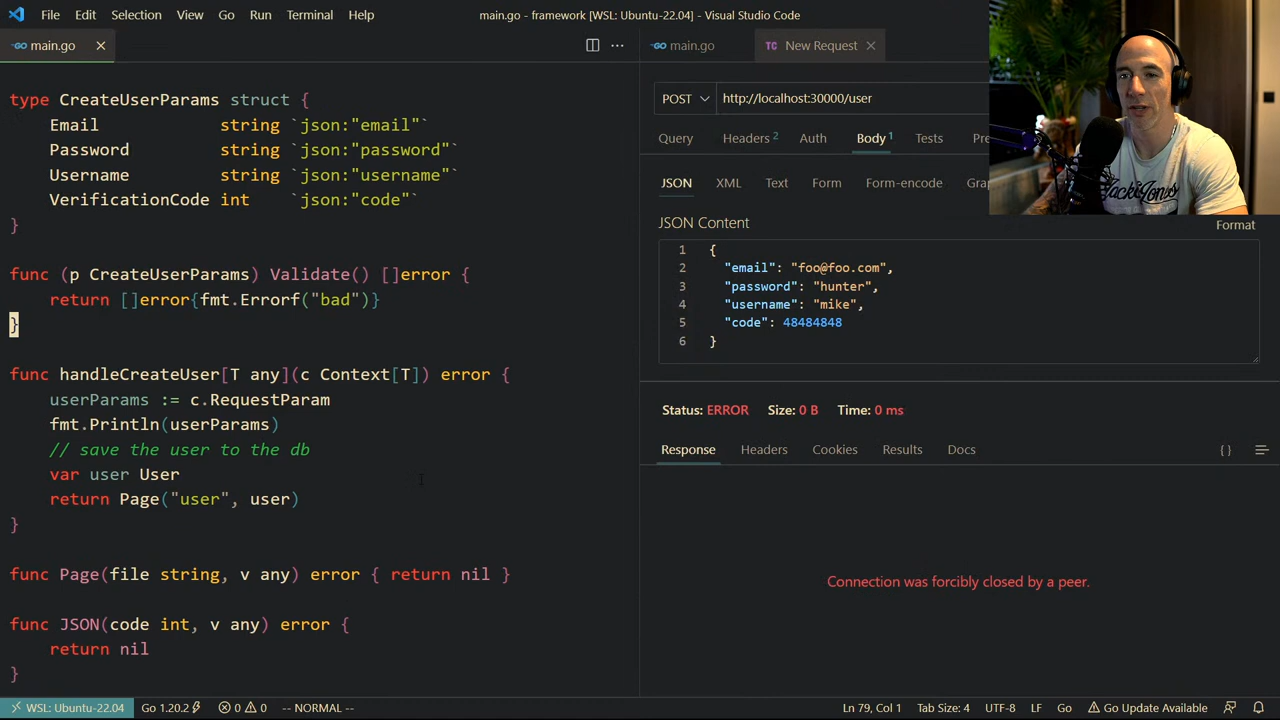 File Edit Selection View Go Run Terminal Help
main.go - framework [WSL: Ubuntu-22.04] - Visual Studio Code
main.go
type CreateUserParams struct {
Email string `json:"email"`
Password string `json:"password"`
Username string `json:"username"`
VerificationCode int `json:"code"`
}
func (p CreateUserParams) Validate() []error {
return []error{fmt.Errorf("bad")}
}
func handleCreateUser[T any](c Context[T]) error {
userParams := c.RequestParam
fmt.Println(userParams)
// save the user to the db
var user User
return Page("user", user)
}
func Page(file string, v any) error { return nil }
func JSON(code int, v any) error {
return nil
}
main.go
TC New Request
POST http://localhost:30000/user
Query Headers 2 Auth Body 1 Tests Pre
JSON XML Text Form Form-encode Gra
JSON Content
Format
1 {
2 "email": "foo@foo.com",
3 "password": "hunter",
4 "username": "mike",
5 "code": 48484848
6 }
Status: ERROR Size: 0 B Time: 0 ms
Response Headers Cookies Results Docs { }
Connection was forcibly closed by a peer.
WSL: Ubuntu-22.04 Go 1.20.2 0 0 -- NORMAL -- Ln 79, Col 1 Tab Size: 4 UTF-8 LF Go Go Update Available